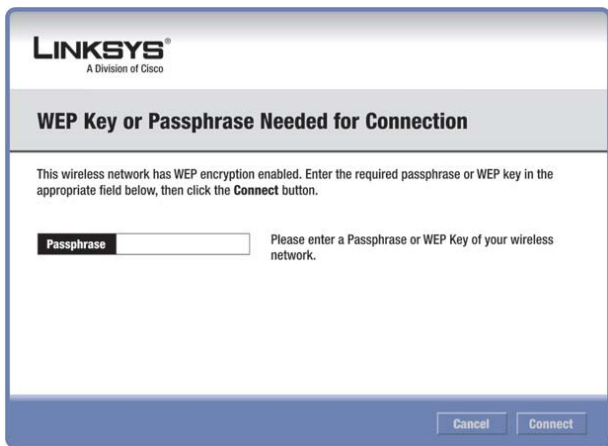 LINKSYS®
A Division of Cisco
WEP Key or Passphrase Needed for Connection
This wireless network has WEP encryption enabled. Enter the required passphrase or WEP key in the
appropriate field below, then click the Connect button.
Passphrase
Please enter a Passphrase or WEP Key of your wireless
network.
Cancel Connect